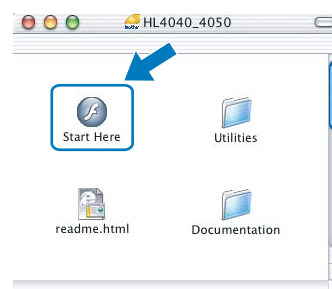 HL4040_4050
Start Here
Utilities
readme.html
Documentation